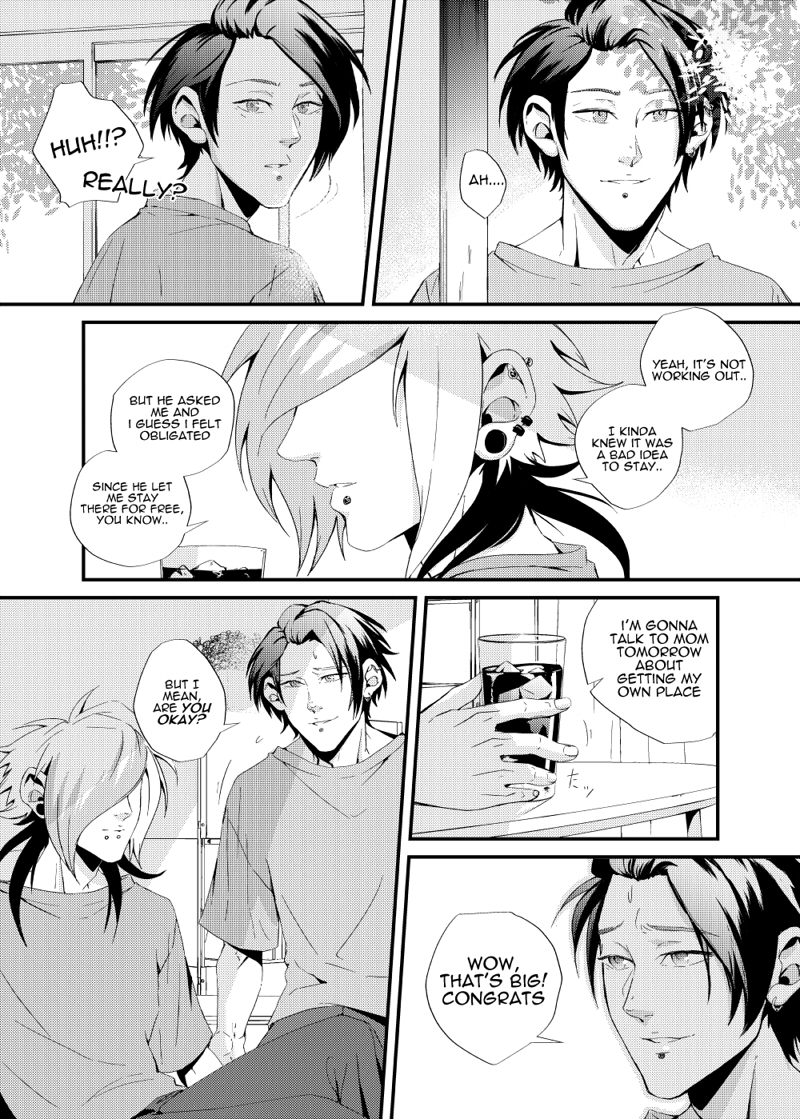 AH....
HUH!!?
REALLY?
YEAH, IT'S NOT
WORKING OUT..
I KINDA
KNEW IT WAS
A BAD IDEA
TO STAY..
BUT HE ASKED
ME AND
I GUESS I FELT
OBLIGATED
SINCE HE LET
ME STAY
THERE FOR FREE,
YOU KNOW..
I'M GONNA
TALK TO MOM
TOMORROW
ABOUT
GETTING MY
OWN PLACE
WOW,
THAT'S BIG!
CONGRATS
BUT I
MEAN,
ARE YOU
OKAY?